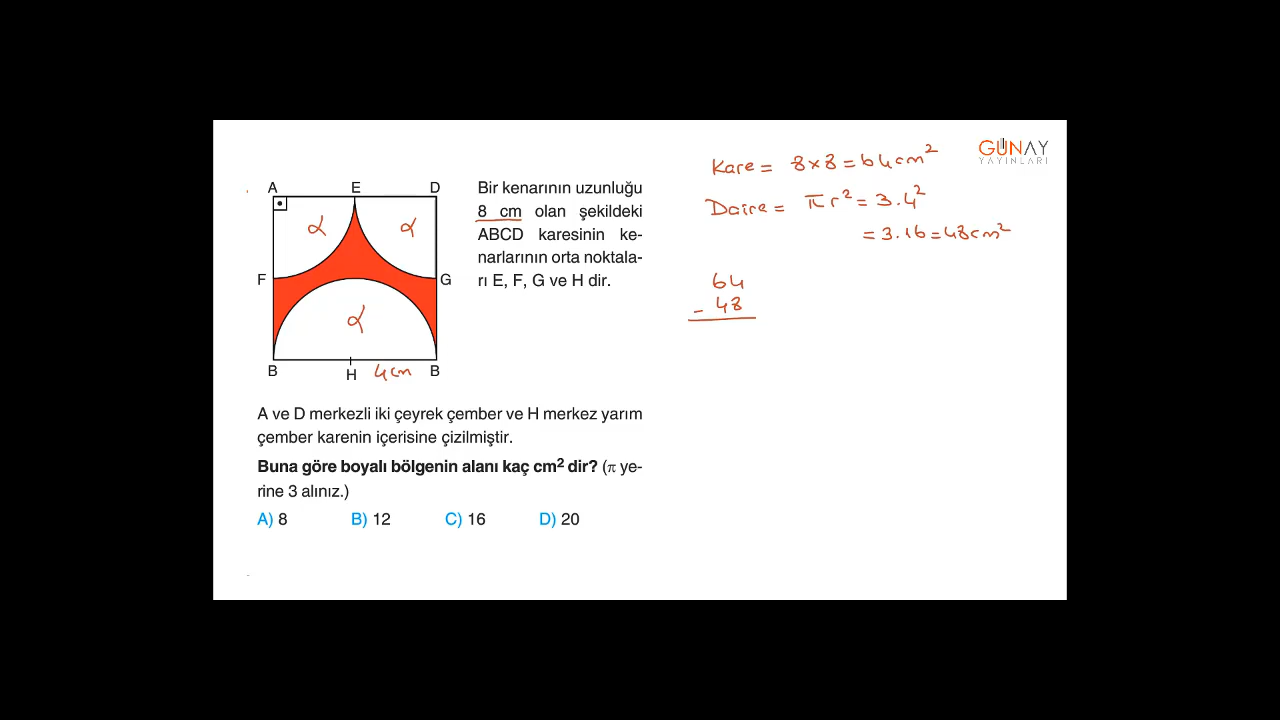 GÜNAY
YAYINLARI
Kare = 8x8 = 64cm²
Daire = πr² = 3.4²
= 3.16 = 48cm²
64
- 48
A E D
α α
F G
α
B H 4cm B
Bir kenarının uzunluğu
8 cm olan şekildeki
ABCD karesinin ke-
narlarının orta noktala-
rı E, F, G ve H dir.
A ve D merkezli iki çeyrek çember ve H merkez yarım
çember karenin içerisine çizilmiştir.
Buna göre boyalı bölgenin alanı kaç cm² dir? (π ye-
rine 3 alınız.)
A) 8 B) 12 C) 16 D) 20